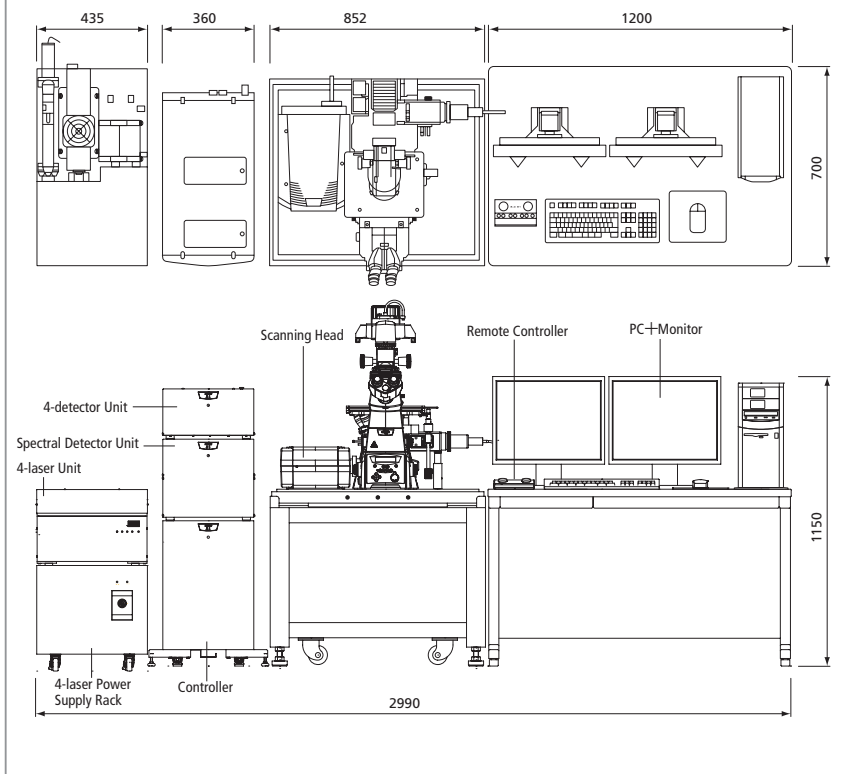 435
360
852
1200
700
Scanning Head
Remote Controller
PC+Monitor
4-detector Unit
Spectral Detector Unit
4-laser Unit
1150
4-laser Power
Supply Rack
Controller
2990